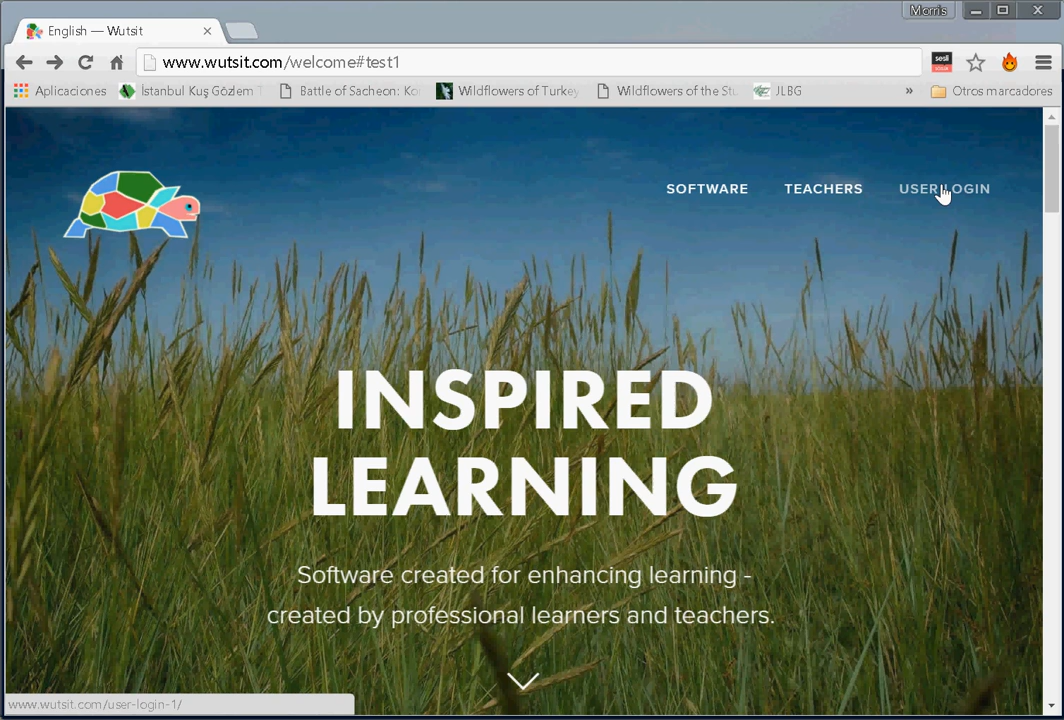 Morris
English — Wutsit
www.wutsit.com/welcome#test1
sesli
Aplicaciones
İstanbul Kuş Gözlem T
Battle of Sacheon: Ko
Wildflowers of Turkey
Wildflowers of the Stu
JLBG
»
Otros marcadores
SOFTWARE
TEACHERS
USER LOGIN
INSPIRED
LEARNING
Software created for enhancing learning -
created by professional learners and teachers.
www.wutsit.com/user-login-1/